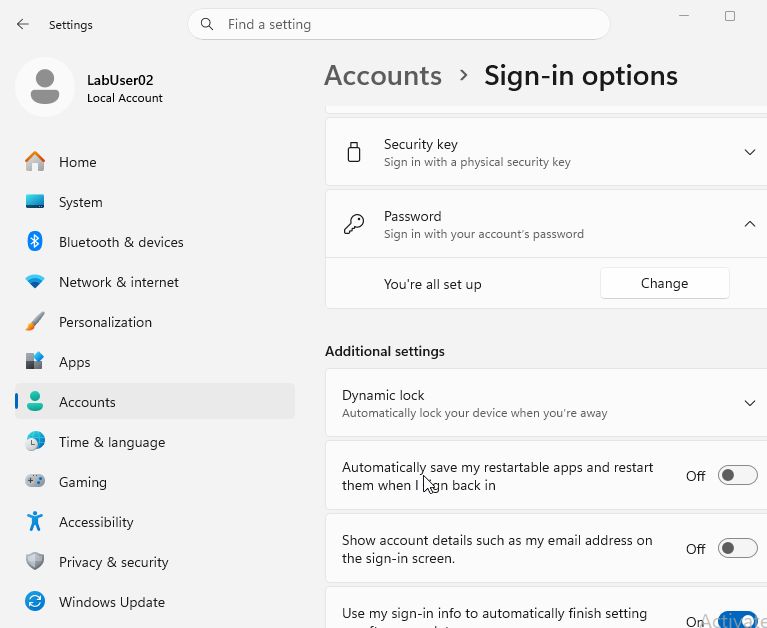 Settings
Find a setting
LabUser02
Local Account
Home
System
Bluetooth & devices
Network & internet
Personalization
Apps
Accounts
Time & language
Gaming
Accessibility
Privacy & security
Windows Update
Accounts > Sign-in options
Security key
Sign in with a physical security key
Password
Sign in with your account's password
You're all set up
Change
Additional settings
Dynamic lock
Automatically lock your device when you're away
Automatically save my restartable apps and restart
them when I sign back in
Off
Show account details such as my email address on
the sign-in screen.
Off
Use my sign-in info to automatically finish setting
On
Activate